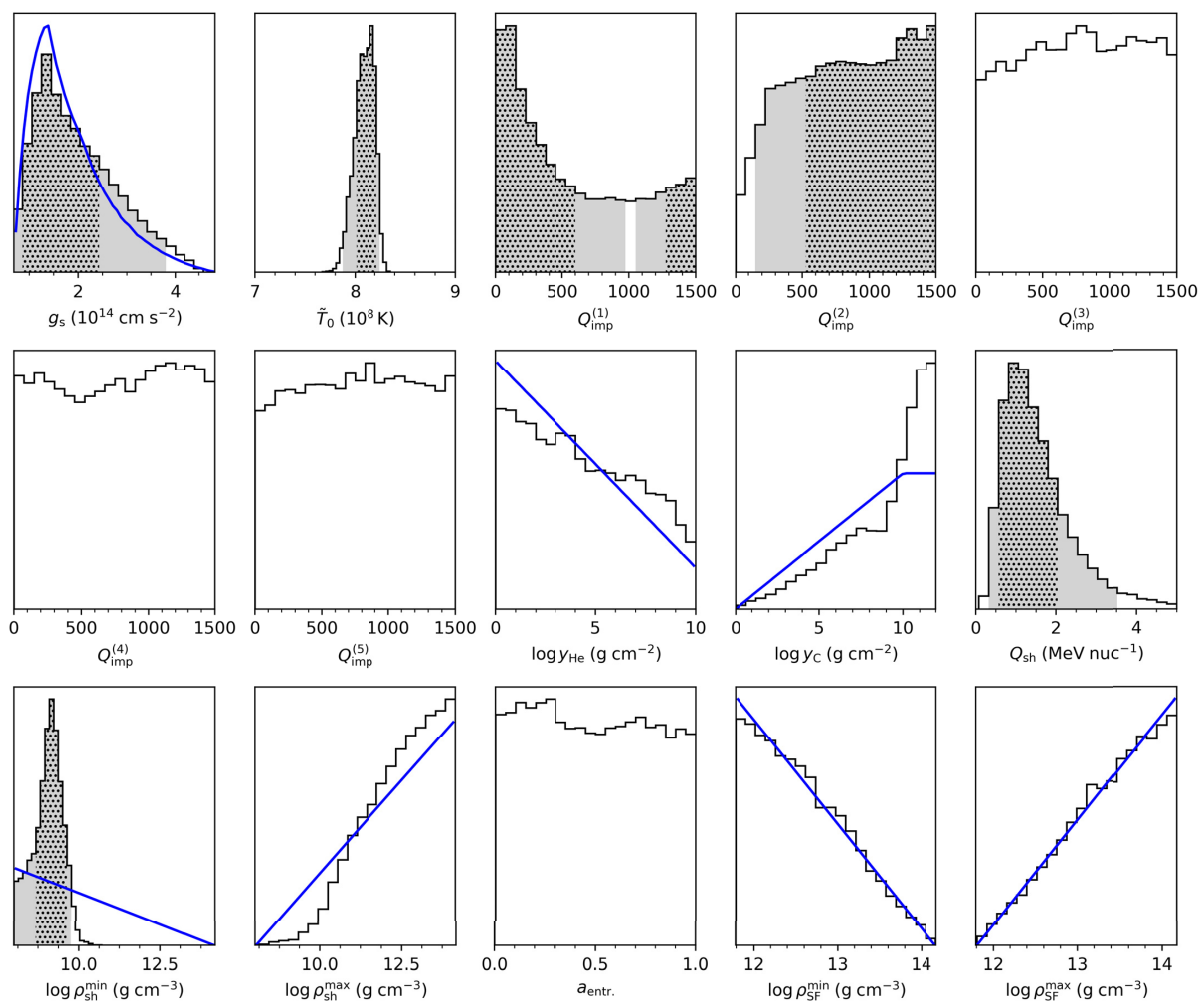 2 4
7 8 9
0 500 1000 1500
0 500 1000 1500
0 500 1000 1500
g_s (10^14 cm s^−2)
T̃_0 (10^3 K)
Q_imp^(1)
Q_imp^(2)
Q_imp^(3)
0 500 1000 1500
0 500 1000 1500
0 5 10
0 5 10
0 2 4
Q_imp^(4)
Q_imp^(5)
log y_He (g cm^−2)
log y_C (g cm^−2)
Q_sh (MeV nuc^−1)
10.0 12.5
10.0 12.5
0.0 0.5 1.0
12 13 14
12 13 14
log ρ_sh^min (g cm^−3)
log ρ_sh^max (g cm^−3)
a_entr.
log ρ_SF^min (g cm^−3)
log ρ_SF^max (g cm^−3)